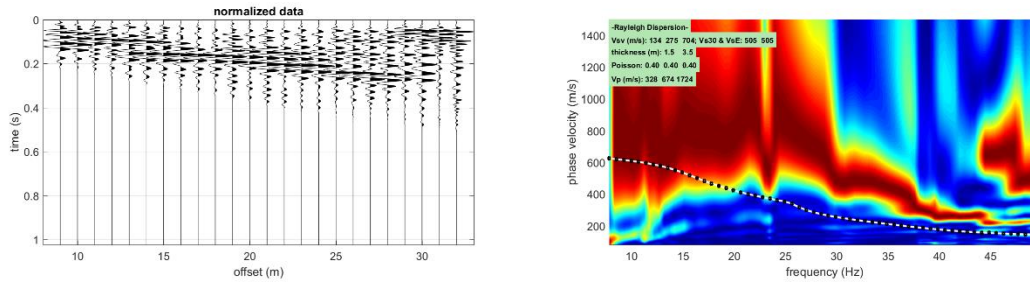 normalized data
0
0.2
0.4
0.6
0.8
1
time (s)
10 15 20 25 30
offset (m)
-Rayleigh Dispersion-
Vsv (m/s): 134 275 704; Vs30 & VsE: 505 505
thickness (m): 1.5 3.5
Poisson: 0.40 0.40 0.40
Vp (m/s): 328 674 1724
1400
1200
1000
800
600
400
200
phase velocity (m/s)
10 15 20 25 30 35 40 45
frequency (Hz)